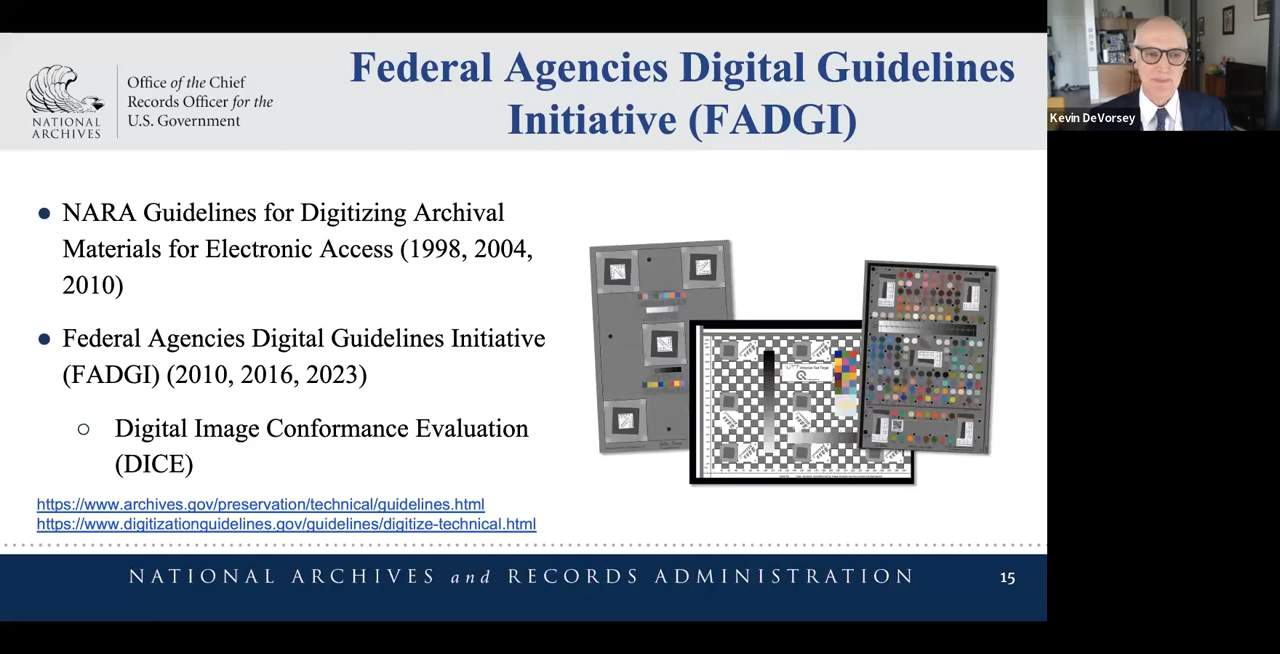 Federal Agencies Digital Guidelines
Initiative (FADGI)
NATIONAL
ARCHIVES
Office of the Chief
Records Officer for the
U.S. Government
Kevin DeVorsey
● NARA Guidelines for Digitizing Archival
Materials for Electronic Access (1998, 2004,
2010)
● Federal Agencies Digital Guidelines Initiative
(FADGI) (2010, 2016, 2023)
○ Digital Image Conformance Evaluation
(DICE)
https://www.archives.gov/preservation/technical/guidelines.html
https://www.digitizationguidelines.gov/guidelines/digitize-technical.html
NATIONAL ARCHIVES and RECORDS ADMINISTRATION
15